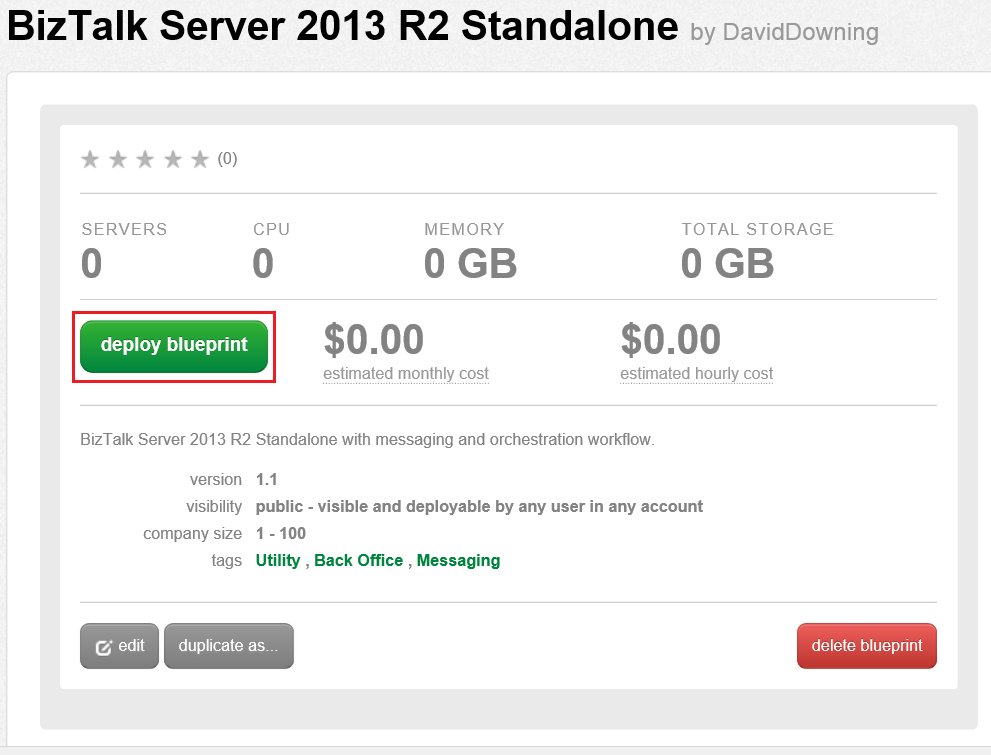 BizTalk Server 2013 R2 Standalone by DavidDowning
(0)
SERVERS CPU MEMORY TOTAL STORAGE
0 0 0 GB 0 GB
deploy blueprint $0.00 $0.00
estimated monthly cost estimated hourly cost
BizTalk Server 2013 R2 Standalone with messaging and orchestration workflow.
version 1.1
visibility public - visible and deployable by any user in any account
company size 1 - 100
tags Utility , Back Office , Messaging
edit duplicate as... delete blueprint